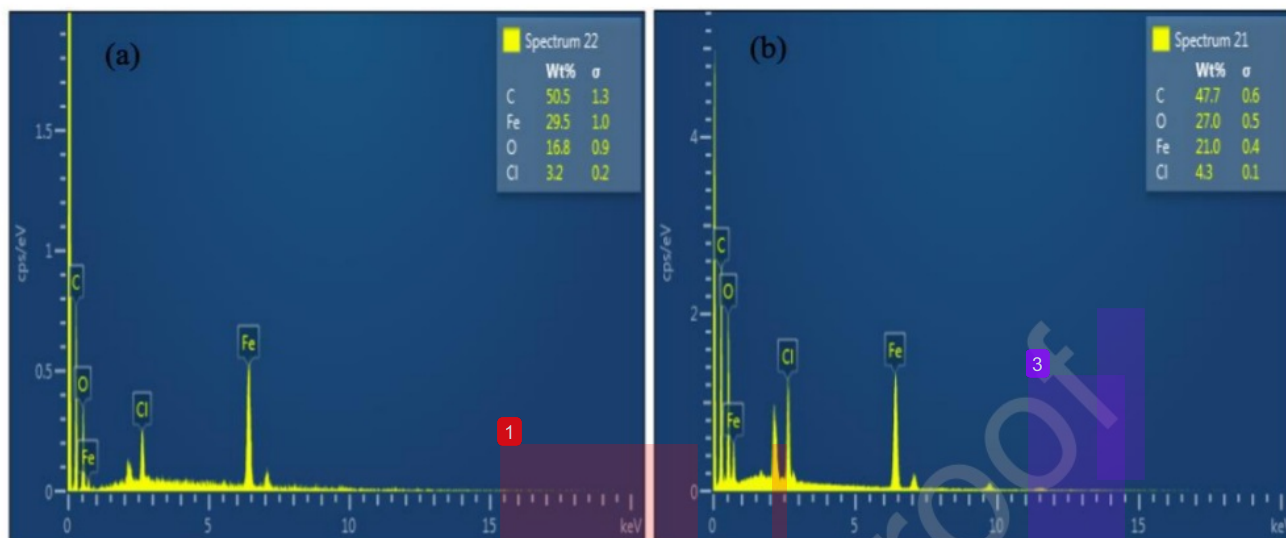 (a)
Spectrum 22
Wt% σ
C 50.5 1.3
Fe 29.5 1.0
O 16.8 0.9
Cl 3.2 0.2
1.5
1
0.5
0
cps/eV
C
O
Fe
Cl
Fe
1
0 5 10 15 keV
(b)
Spectrum 21
Wt% σ
C 47.7 0.6
O 27.0 0.5
Fe 21.0 0.4
Cl 4.3 0.1
4
2
0
cps/eV
C
O
Fe
Cl
Fe
3
0 5 10 15 keV
roof